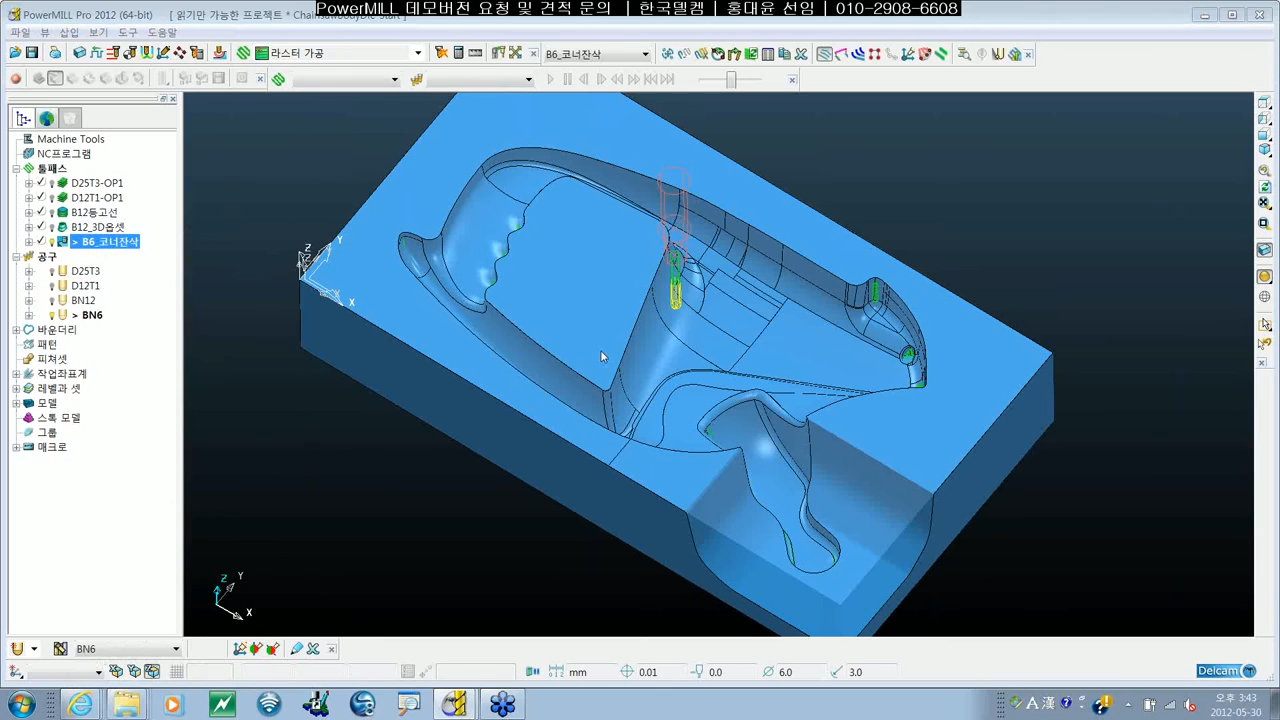 PowerMILL Pro 2012 (64-bit) - [ 읽기만 가능한 프로젝트 * ChainsawBodyDie-Start ]
PowerMILL 데모버전 요청 및 견적 문의 | 한국델켐 | 홍대윤 선임 | 010-2908-6608
파일 뷰 삽입 보기 도구 도움말
라스터 가공
B6_코너잔삭
Machine Tools
NC프로그램
툴패스
D25T3-OP1
D12T1-OP1
B12등고선
B12_3D옵셋
> B6_코너잔삭
공구
D25T3
D12T1
BN12
> BN6
바운더리
패턴
피쳐셋
작업좌표계
레벨과 셋
모델
스톡 모델
그룹
매크로
Z
Y
X
Z
Y
X
BN6
mm
0.01
0.0
6.0
3.0
Delcam
A 漢
오후 3:43
2012-05-30